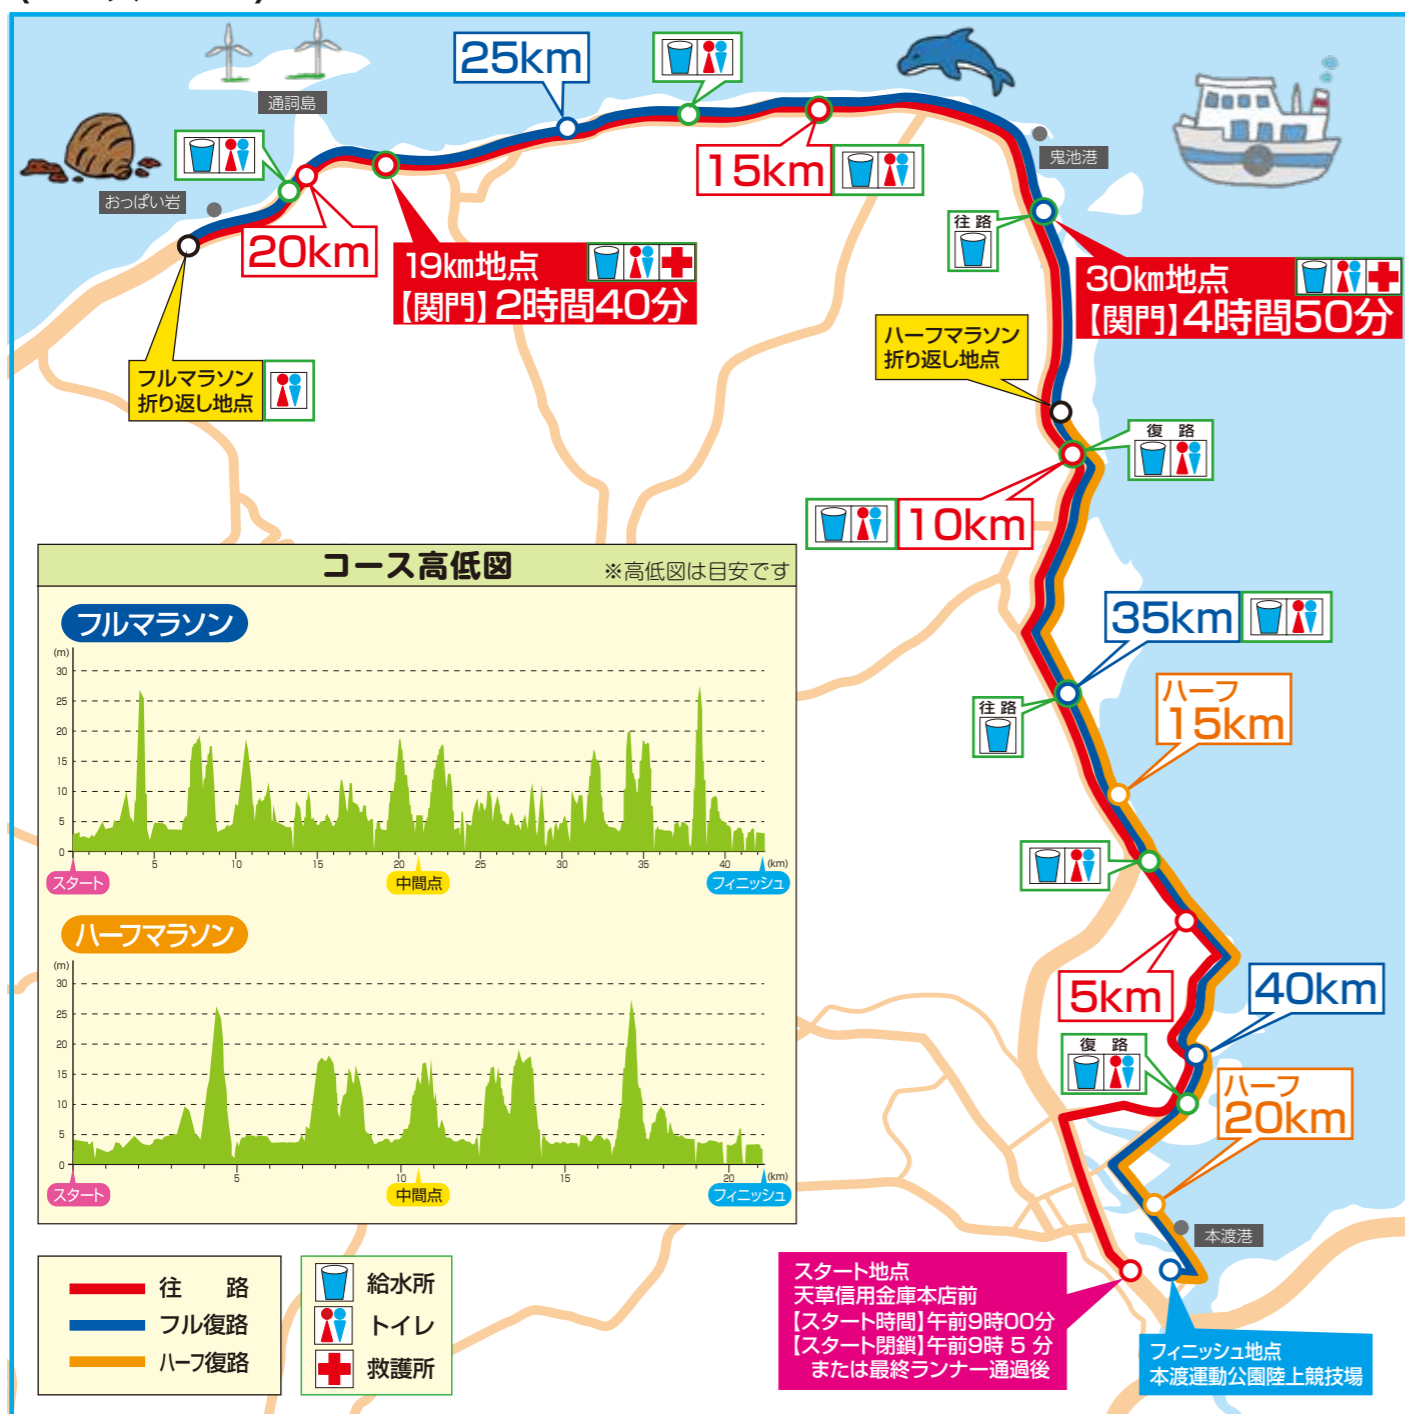 通詞島
おっぱい岩
25km
15km
鬼池港
往路
20km
19km地点
【関門】2時間40分
30km地点
【関門】4時間50分
フルマラソン
折り返し地点
ハーフマラソン
折り返し地点
復路
10km
35km
往路
ハーフ
15km
5km
40km
復路
ハーフ
20km
本渡港
コース高低図
※高低図は目安です
フルマラソン
(m)
30
25
20
15
10
5
0
5
10
15
20
25
30
35
40
(km)
スタート
中間点
フィニッシュ
ハーフマラソン
(m)
30
25
20
15
10
5
0
5
10
15
20
(km)
スタート
中間点
フィニッシュ
往路
フル復路
ハーフ復路
給水所
トイレ
救護所
スタート地点
天草信用金庫本店前
【スタート時間】午前9時00分
【スタート閉鎖】午前9時5分
または最終ランナー通過後
フィニッシュ地点
本渡運動公園陸上競技場